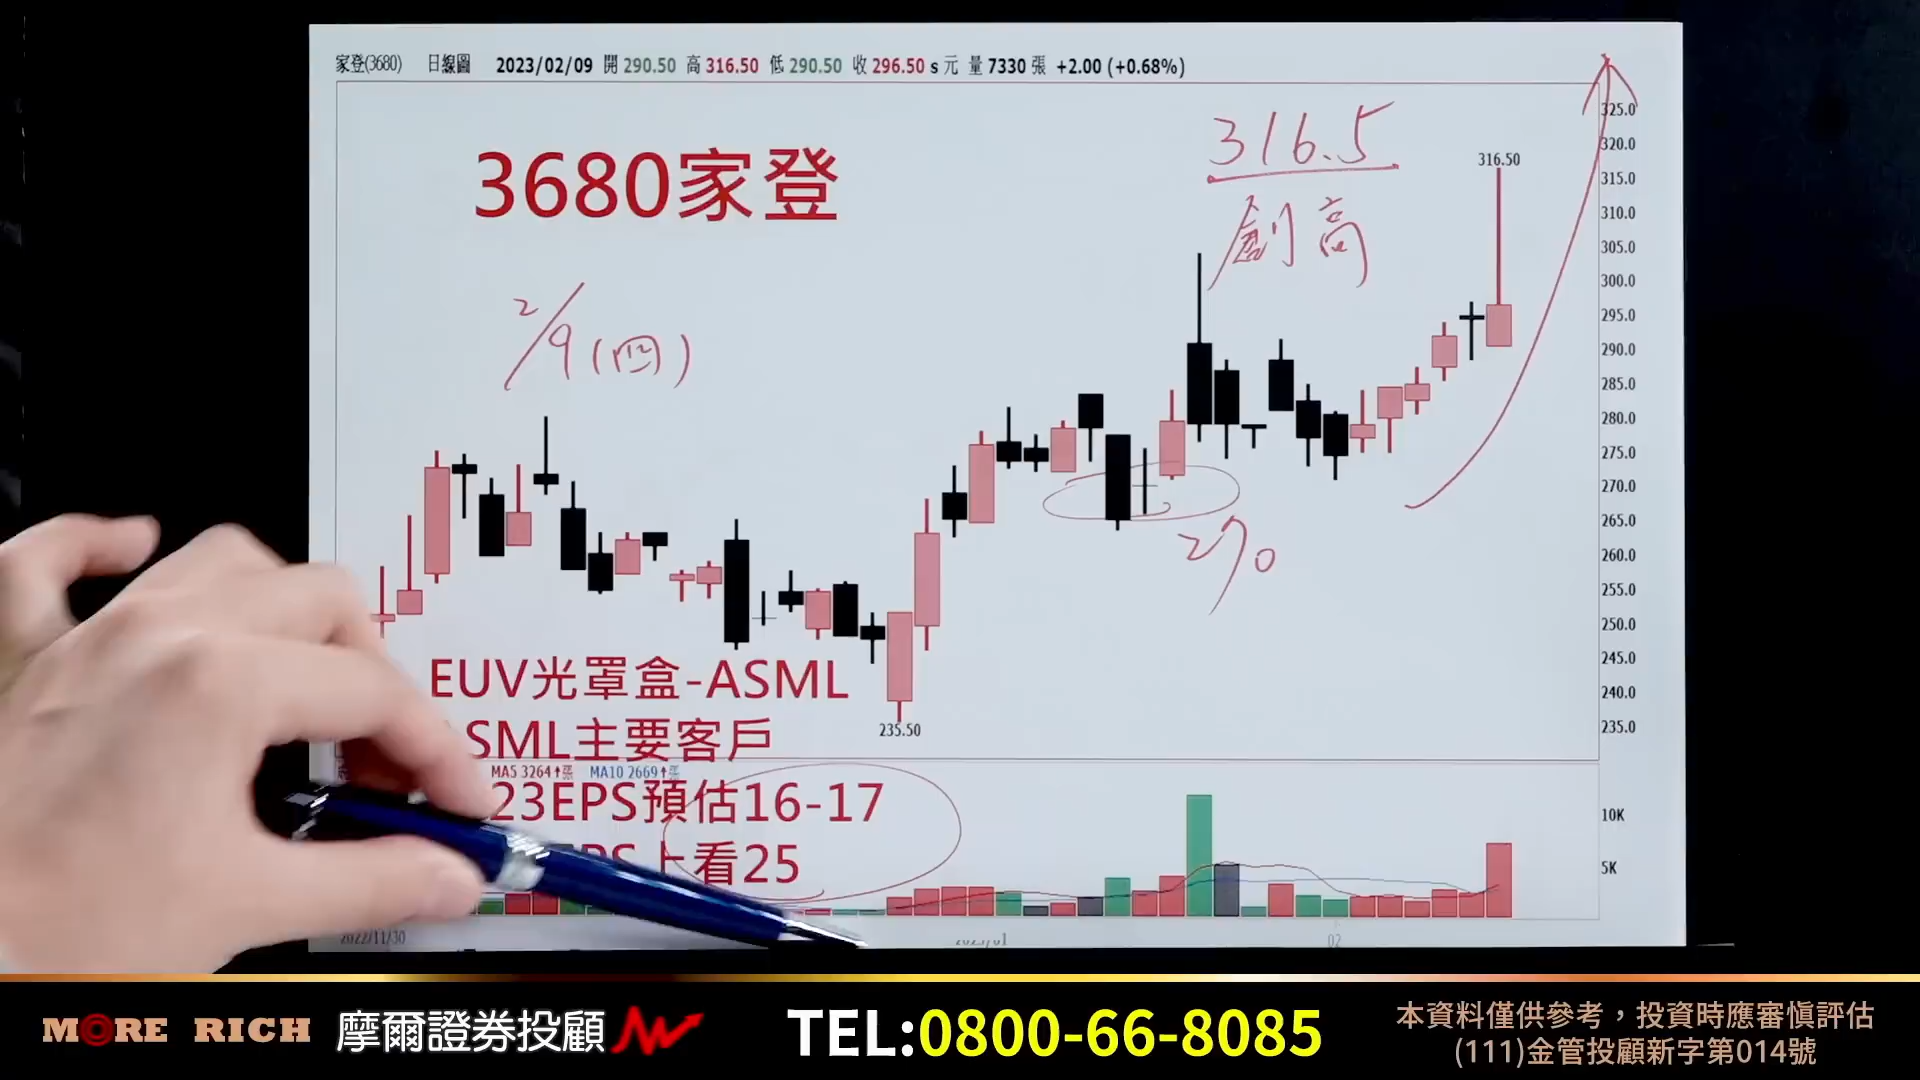 家登(3680) 日線圖 2023/02/09 開 290.50 高 316.50 低 290.50 收 296.50 s 元 量 7330 張 +2.00 (+0.68%)
3680家登
316.5
創高
2/9(四)
270
316.50
235.50
325.0
320.0
315.0
310.0
305.0
300.0
295.0
290.0
285.0
280.0
275.0
270.0
265.0
260.0
255.0
250.0
245.0
240.0
235.0
EUV光罩盒-ASML
SML主要客戶
MA5 3264↑張 MA10 2669↑張
23EPS預估16-17
上看25
10K
5K
2022/11/30
02
MORE RICH 摩爾證券投顧
TEL:0800-66-8085
本資料僅供參考，投資時應審慎評估
(111)金管投顧新字第014號